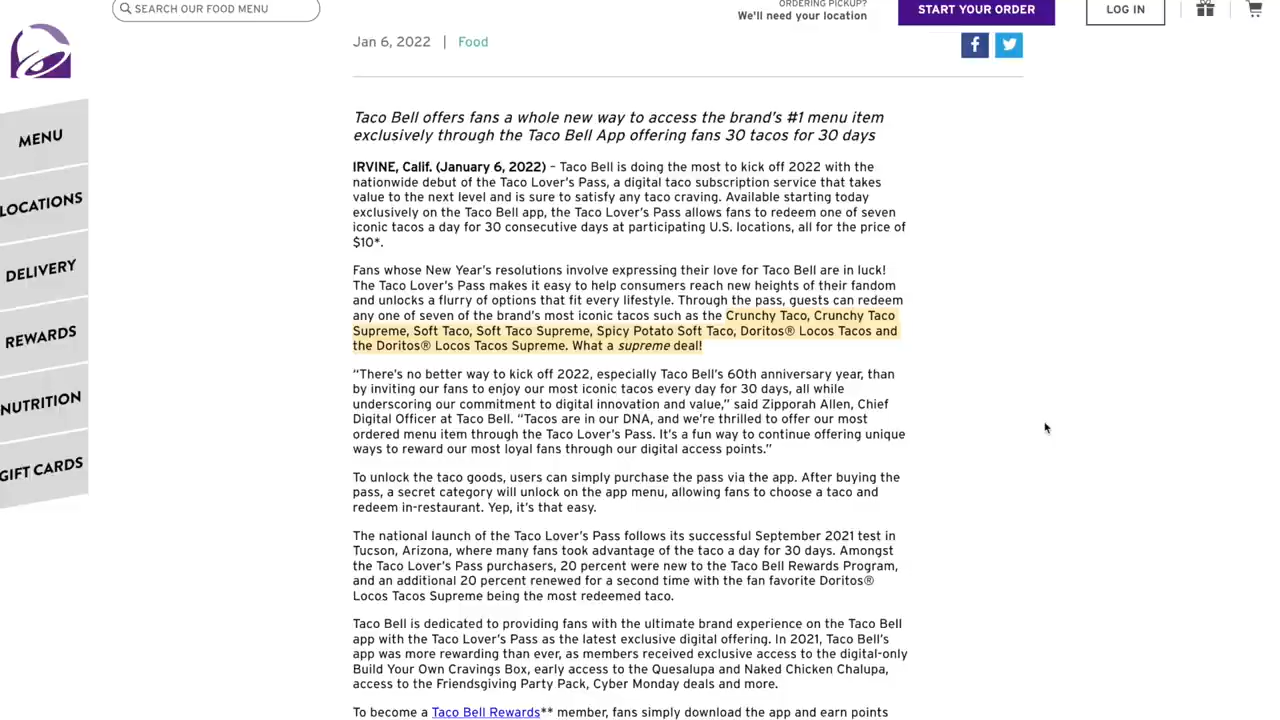 SEARCH OUR FOOD MENU
ORDERING PICKUP?
We'll need your location
START YOUR ORDER
LOG IN
MENU
LOCATIONS
DELIVERY
REWARDS
NUTRITION
GIFT CARDS
Jan 6, 2022 | Food
Taco Bell offers fans a whole new way to access the brand's #1 menu item
exclusively through the Taco Bell App offering fans 30 tacos for 30 days
IRVINE, Calif. (January 6, 2022) – Taco Bell is doing the most to kick off 2022 with the
nationwide debut of the Taco Lover's Pass, a digital taco subscription service that takes
value to the next level and is sure to satisfy any taco craving. Available starting today
exclusively on the Taco Bell app, the Taco Lover's Pass allows fans to redeem one of seven
iconic tacos a day for 30 consecutive days at participating U.S. locations, all for the price of
$10*.
Fans whose New Year's resolutions involve expressing their love for Taco Bell are in luck!
The Taco Lover's Pass makes it easy to help consumers reach new heights of their fandom
and unlocks a flurry of options that fit every lifestyle. Through the pass, guests can redeem
any one of seven of the brand's most iconic tacos such as the Crunchy Taco, Crunchy Taco
Supreme, Soft Taco, Soft Taco Supreme, Spicy Potato Soft Taco, Doritos® Locos Tacos and
the Doritos® Locos Tacos Supreme. What a supreme deal!
“There's no better way to kick off 2022, especially Taco Bell's 60th anniversary year, than
by inviting our fans to enjoy our most iconic tacos every day for 30 days, all while
underscoring our commitment to digital innovation and value,” said Zipporah Allen, Chief
Digital Officer at Taco Bell. “Tacos are in our DNA, and we're thrilled to offer our most
ordered menu item through the Taco Lover's Pass. It's a fun way to continue offering unique
ways to reward our most loyal fans through our digital access points.”
To unlock the taco goods, users can simply purchase the pass via the app. After buying the
pass, a secret category will unlock on the app menu, allowing fans to choose a taco and
redeem in-restaurant. Yep, it's that easy.
The national launch of the Taco Lover's Pass follows its successful September 2021 test in
Tucson, Arizona, where many fans took advantage of the taco a day for 30 days. Amongst
the Taco Lover's Pass purchasers, 20 percent were new to the Taco Bell Rewards Program,
and an additional 20 percent renewed for a second time with the fan favorite Doritos®
Locos Tacos Supreme being the most redeemed taco.
Taco Bell is dedicated to providing fans with the ultimate brand experience on the Taco Bell
app with the Taco Lover's Pass as the latest exclusive digital offering. In 2021, Taco Bell's
app was more rewarding than ever, as members received exclusive access to the digital-only
Build Your Own Cravings Box, early access to the Quesalupa and Naked Chicken Chalupa,
access to the Friendsgiving Party Pack, Cyber Monday deals and more.
To become a Taco Bell Rewards** member, fans simply download the app and earn points